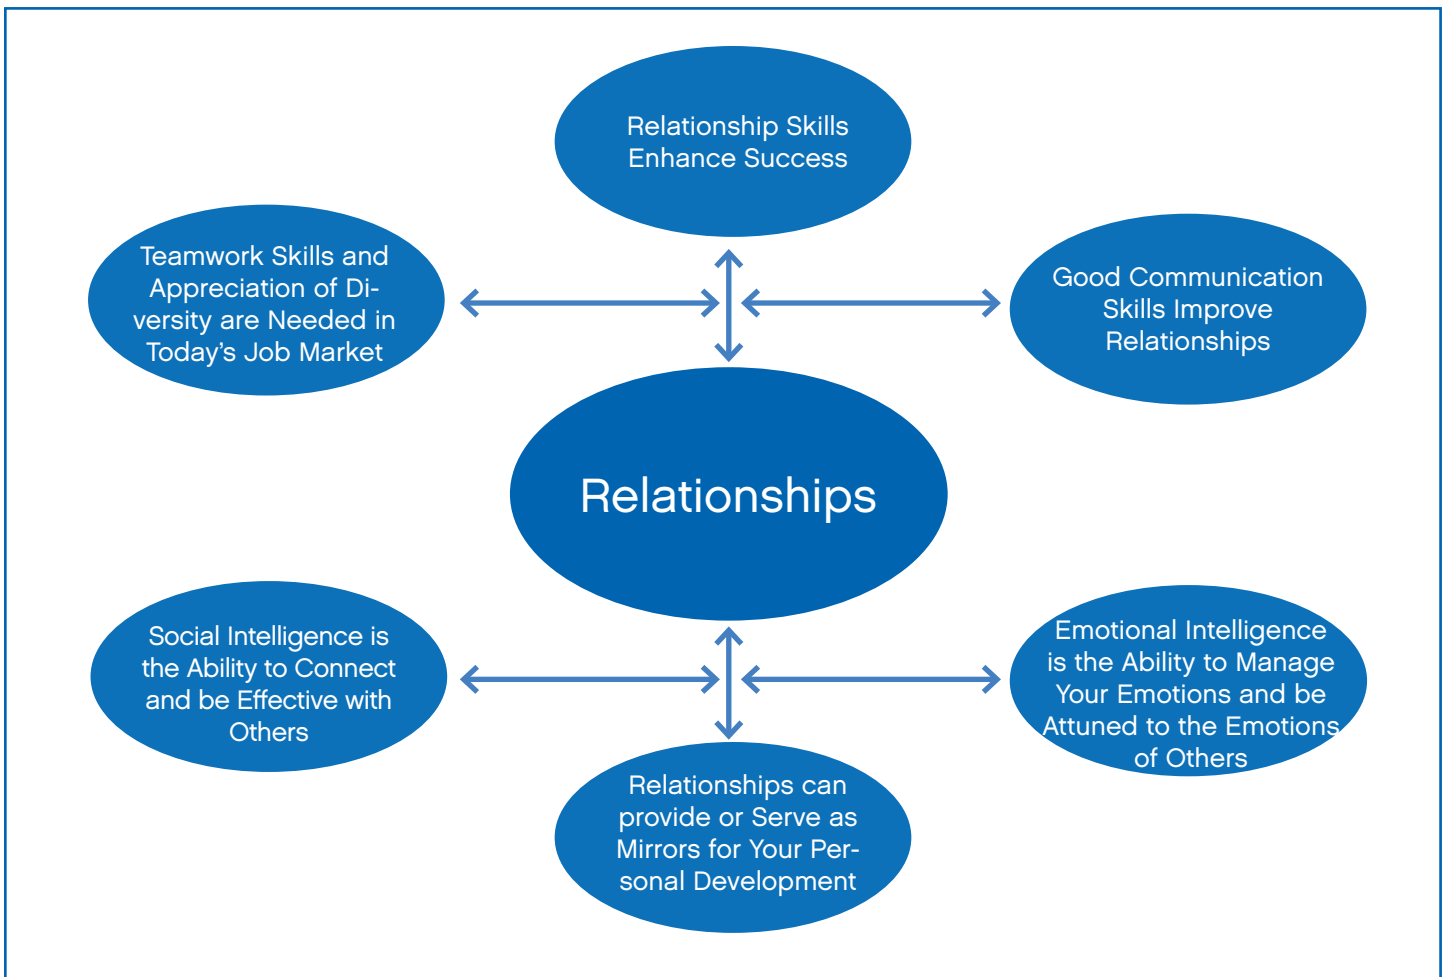 Relationship Skills
Enhance Success
Teamwork Skills and
Appreciation of Di-
versity are Needed in
Today's Job Market
Good Communication
Skills Improve
Relationships
Relationships
Social Intelligence is
the Ability to Connect
and be Effective with
Others
Emotional Intelligence
is the Ability to Manage
Your Emotions and be
Attuned to the Emotions
of Others
Relationships can
provide or Serve as
Mirrors for Your Per-
sonal Development